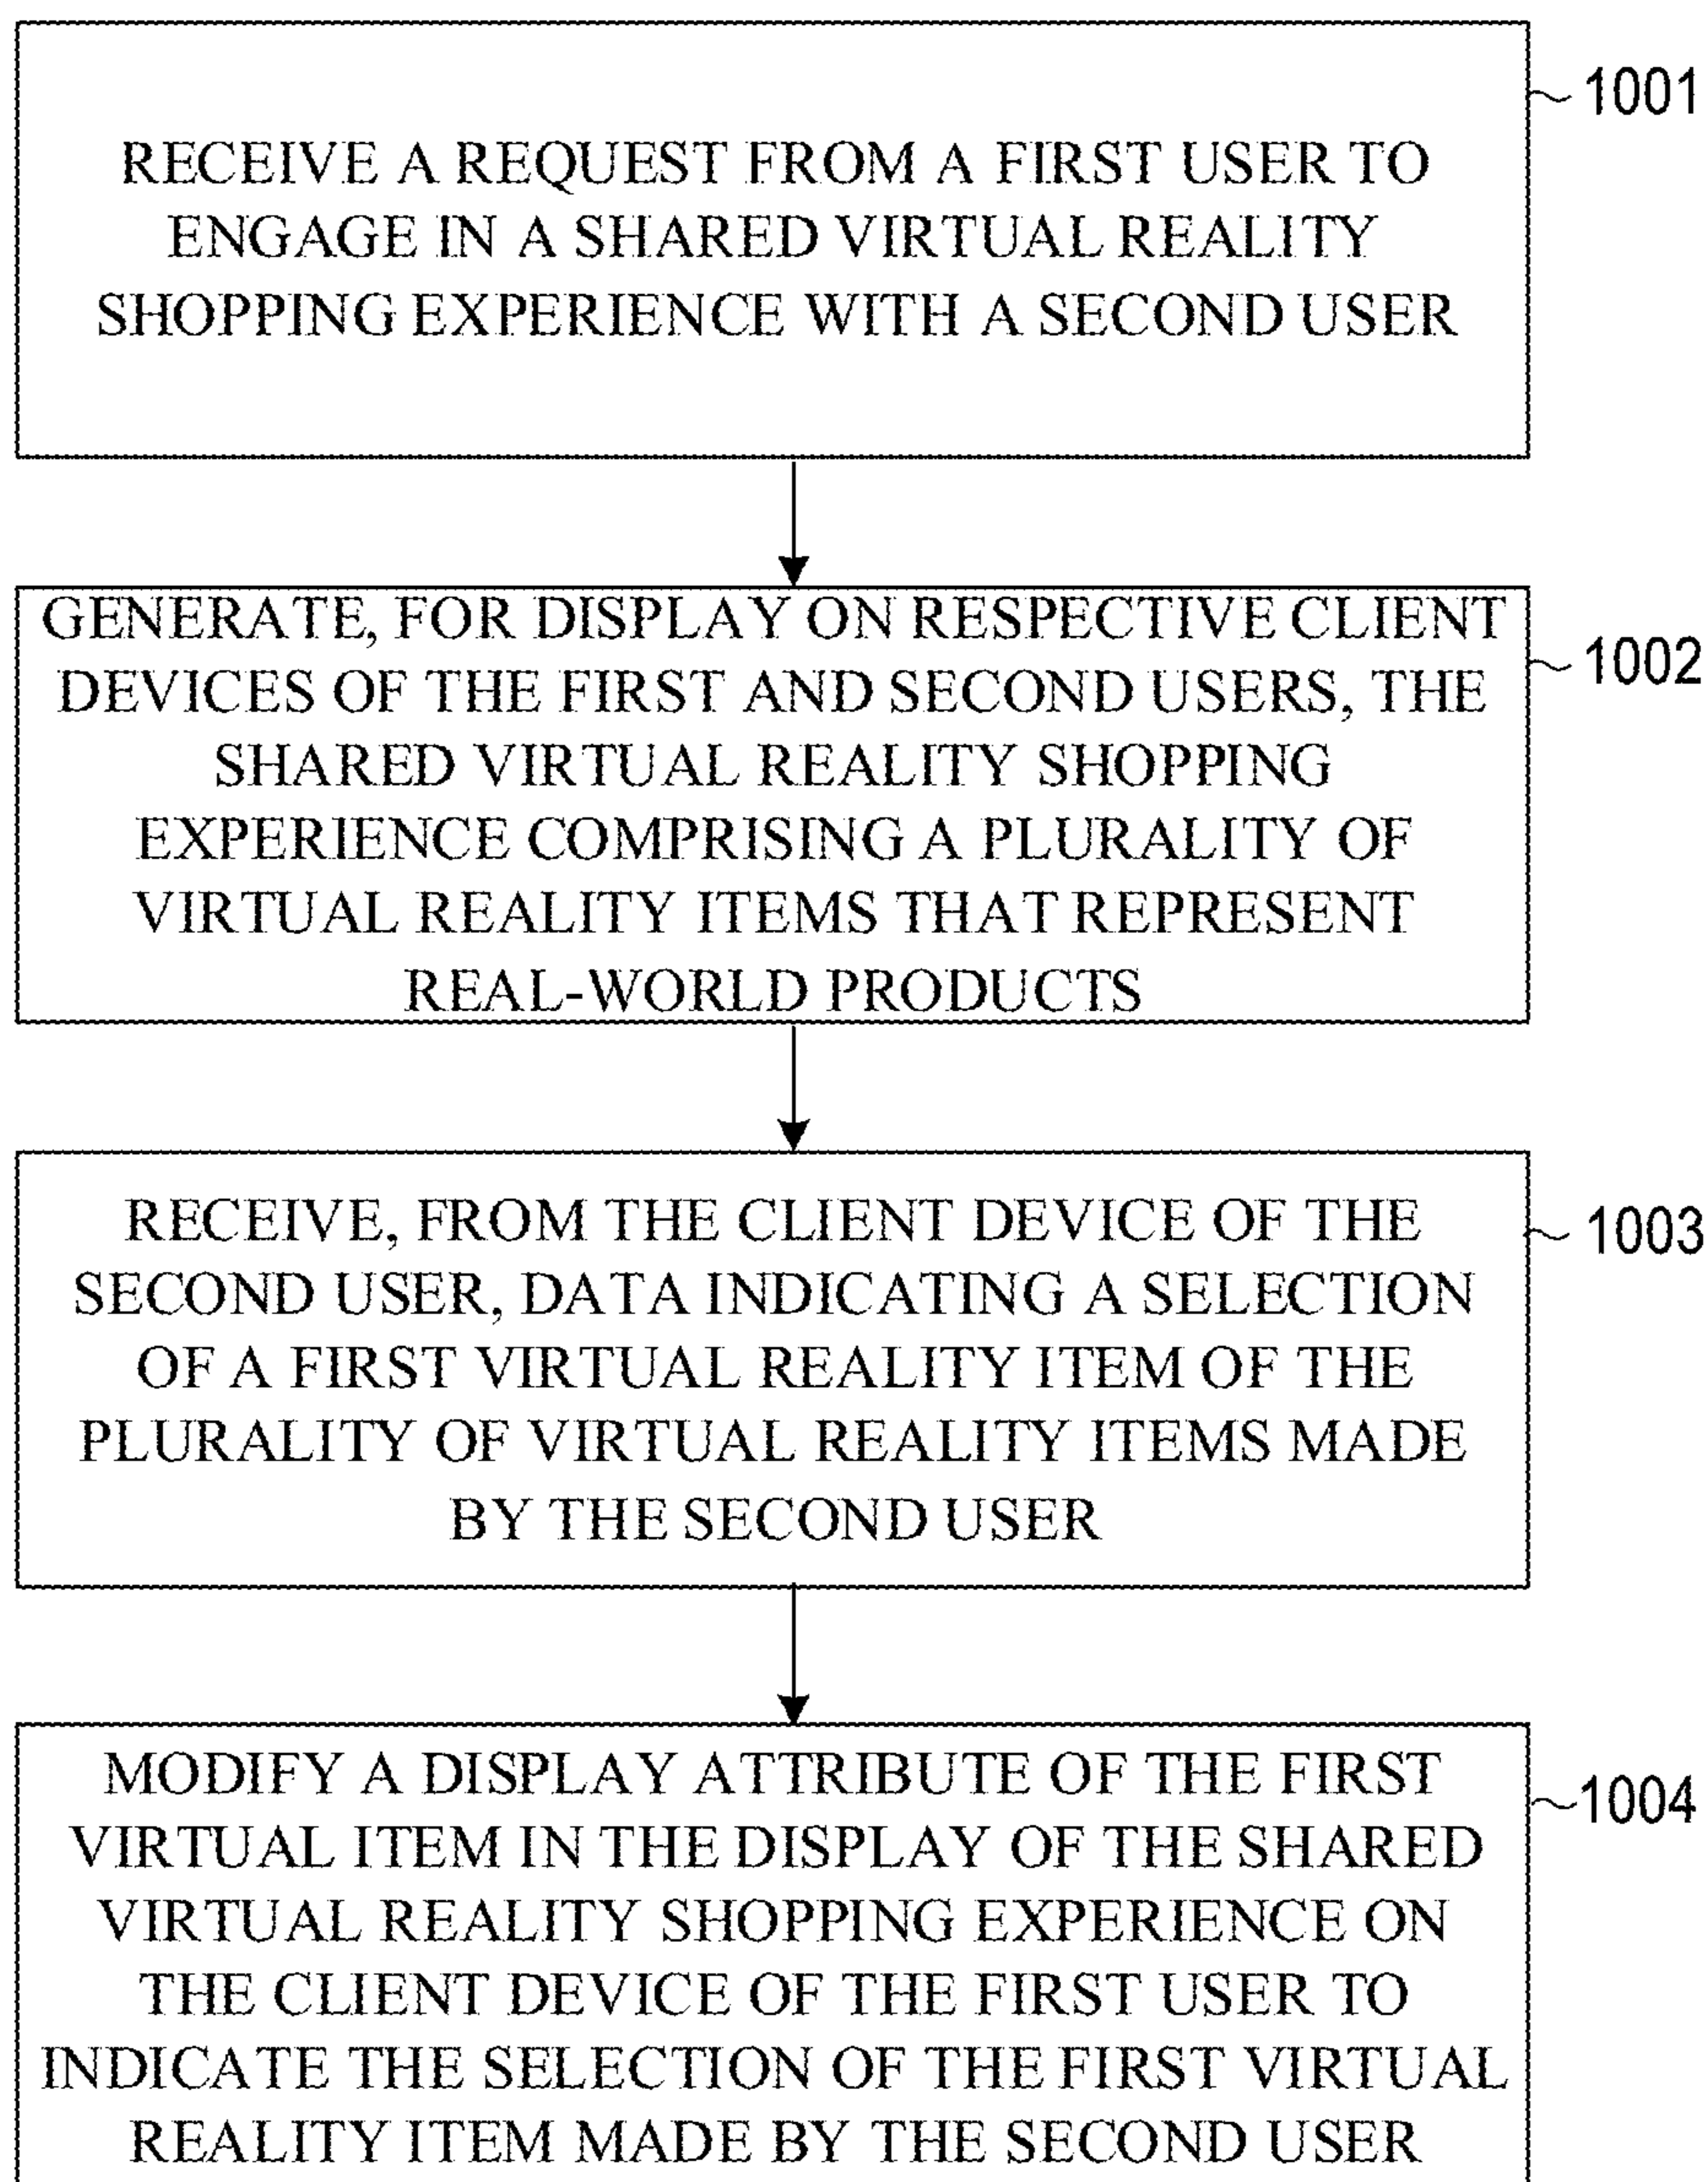 RECEIVE A REQUEST FROM A FIRST USER TO
ENGAGE IN A SHARED VIRTUAL REALITY
SHOPPING EXPERIENCE WITH A SECOND USER
1001
GENERATE, FOR DISPLAY ON RESPECTIVE CLIENT
DEVICES OF THE FIRST AND SECOND USERS, THE
SHARED VIRTUAL REALITY SHOPPING
EXPERIENCE COMPRISING A PLURALITY OF
VIRTUAL REALITY ITEMS THAT REPRESENT
REAL-WORLD PRODUCTS
1002
RECEIVE, FROM THE CLIENT DEVICE OF THE
SECOND USER, DATA INDICATING A SELECTION
OF A FIRST VIRTUAL REALITY ITEM OF THE
PLURALITY OF VIRTUAL REALITY ITEMS MADE
BY THE SECOND USER
1003
MODIFY A DISPLAY ATTRIBUTE OF THE FIRST
VIRTUAL ITEM IN THE DISPLAY OF THE SHARED
VIRTUAL REALITY SHOPPING EXPERIENCE ON
THE CLIENT DEVICE OF THE FIRST USER TO
INDICATE THE SELECTION OF THE FIRST VIRTUAL
REALITY ITEM MADE BY THE SECOND USER
1004